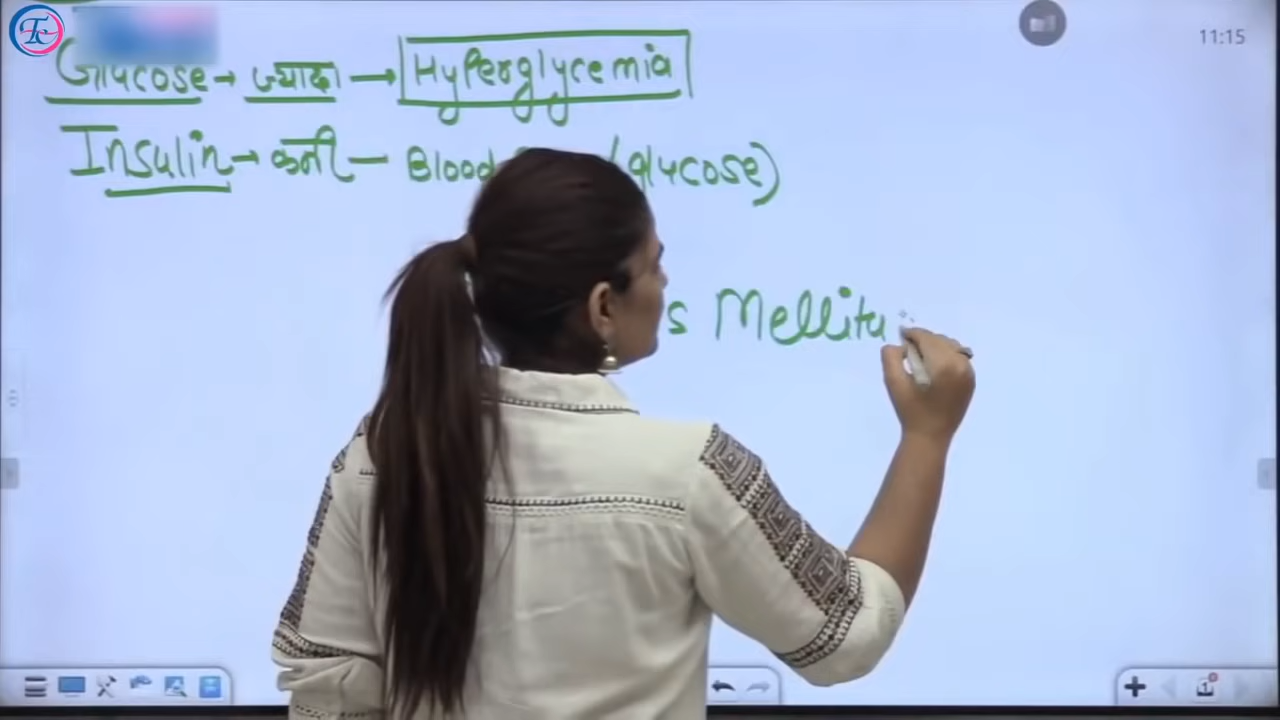 11:15
Glucose → ज्यादा → Hyperglycemia
Insulin → कमी — Blood (glucose)
s Mellitu